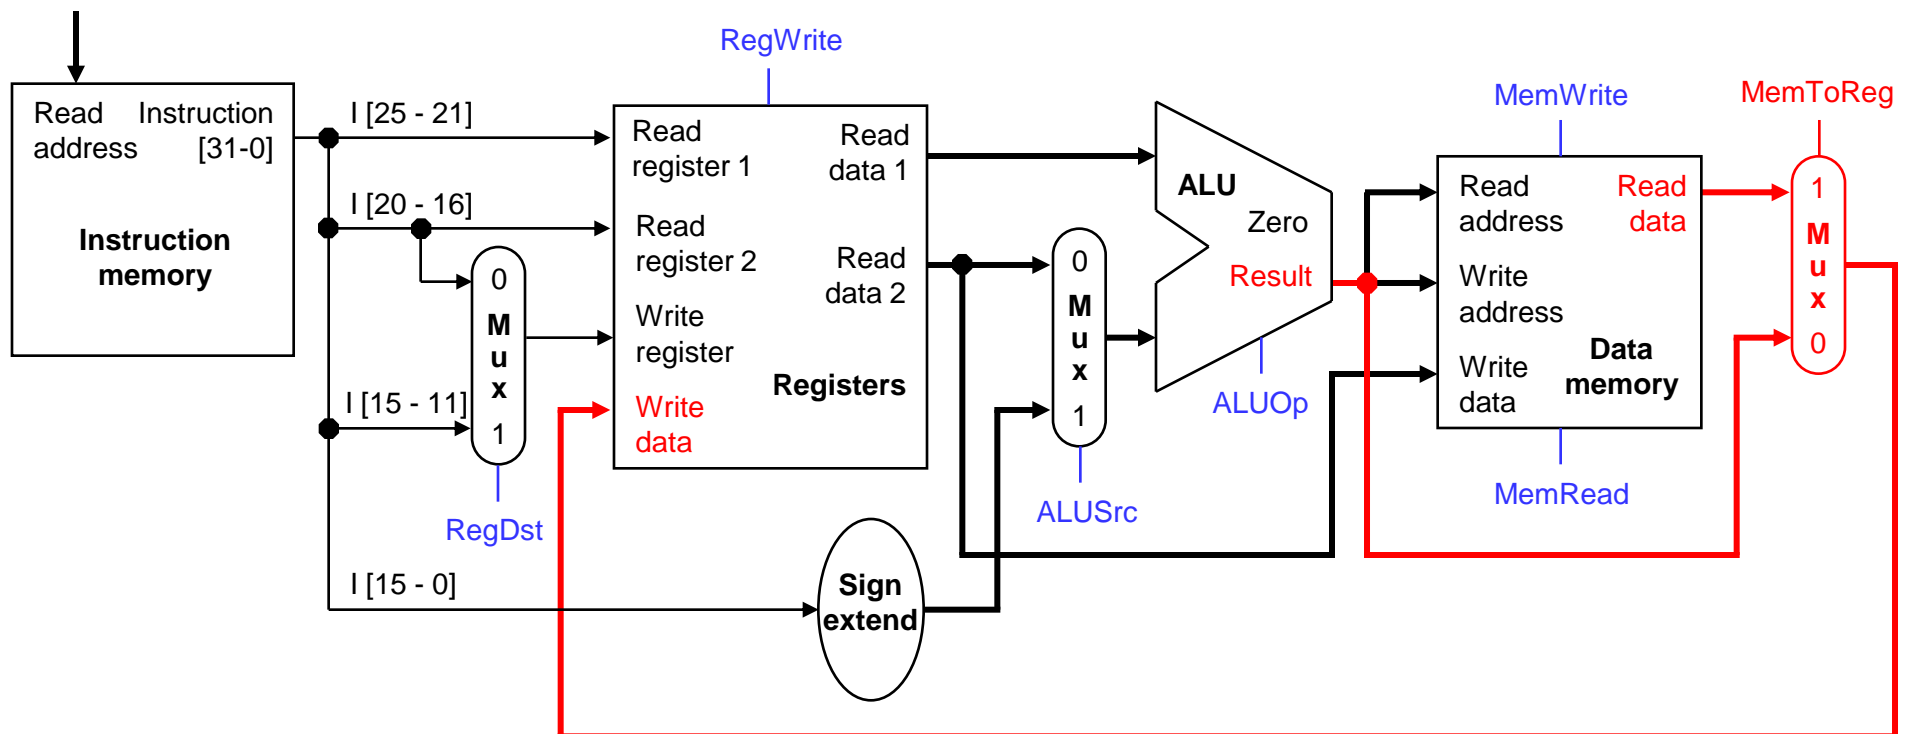 RegWrite
MemWrite
MemToReg
Read address
Instruction [31-0]
Instruction memory
I [25 - 21]
I [20 - 16]
I [15 - 11]
I [15 - 0]
0
M
u
x
1
RegDst
Read register 1
Read register 2
Write register
Write data
Read data 1
Read data 2
Registers
Sign extend
0
M
u
x
1
ALUSrc
ALU
Zero
Result
ALUOp
Read address
Write address
Write data
Read data
Data memory
MemRead
1
M
u
x
0